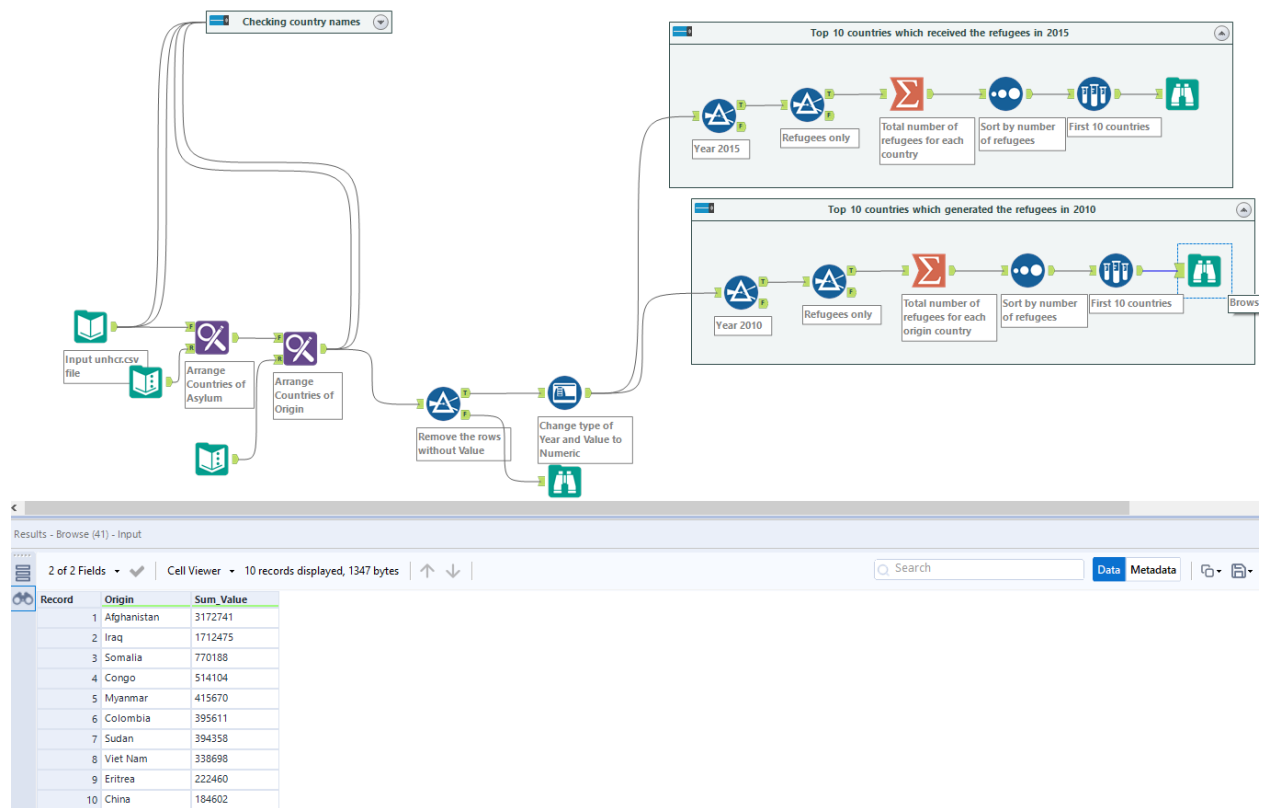 Checking country names
Top 10 countries which received the refugees in 2015
T
F
Year 2015
T
F
Refugees only
Total number of
refugees for each
country
Sort by number
of refugees
First 10 countries
Top 10 countries which generated the refugees in 2010
T
F
Year 2010
T
F
Refugees only
Total number of
refugees for each
origin country
Sort by number
of refugees
First 10 countries
Brows
Input unhcr.csv
file
F
R
Arrange
Countries of
Asylum
F
R
Arrange
Countries of
Origin
T
F
Remove the rows
without Value
Change type of
Year and Value to
Numeric
Results - Browse (41) - Input
2 of 2 Fields
Cell Viewer
10 records displayed, 1347 bytes
Search
Data
Metadata
Record Origin Sum_Value
1 Afghanistan 3172741
2 Iraq 1712475
3 Somalia 770188
4 Congo 514104
5 Myanmar 415670
6 Colombia 395611
7 Sudan 394358
8 Viet Nam 338698
9 Eritrea 222460
10 China 184602